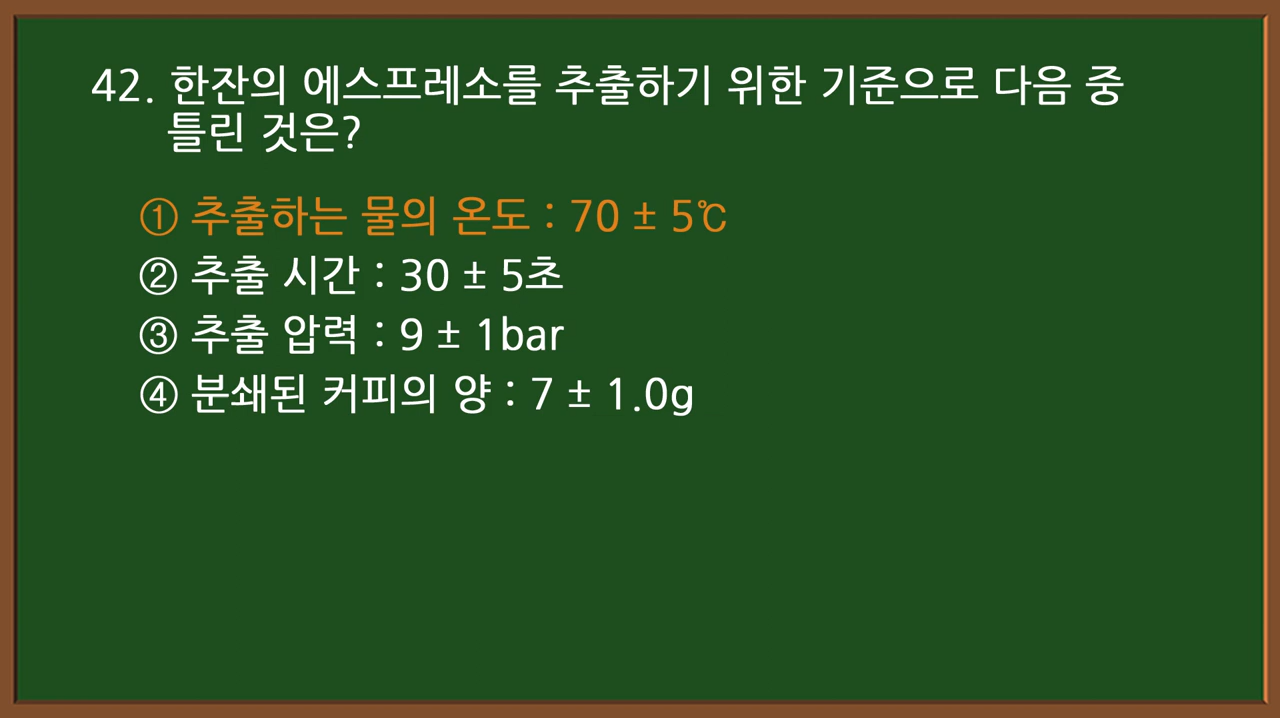 42. 한잔의 에스프레소를 추출하기 위한 기준으로 다음 중
틀린 것은?
① 추출하는 물의 온도 : 70 ± 5℃
② 추출 시간 : 30 ± 5초
③ 추출 압력 : 9 ± 1bar
④ 분쇄된 커피의 양 : 7 ± 1.0g